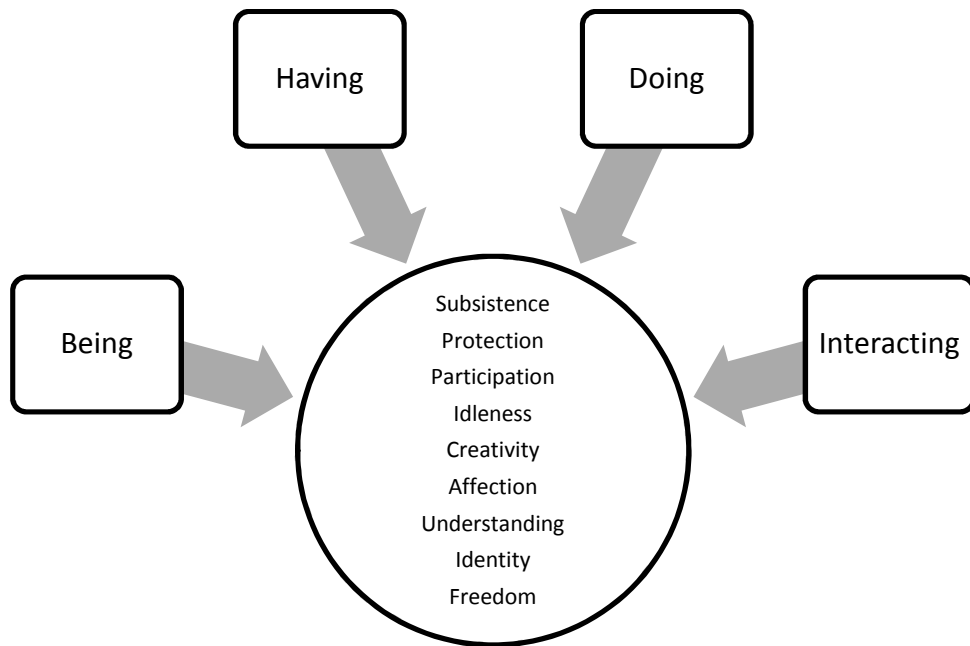 Having
Doing
Being
Interacting
Subsistence
Protection
Participation
Idleness
Creativity
Affection
Understanding
Identity
Freedom